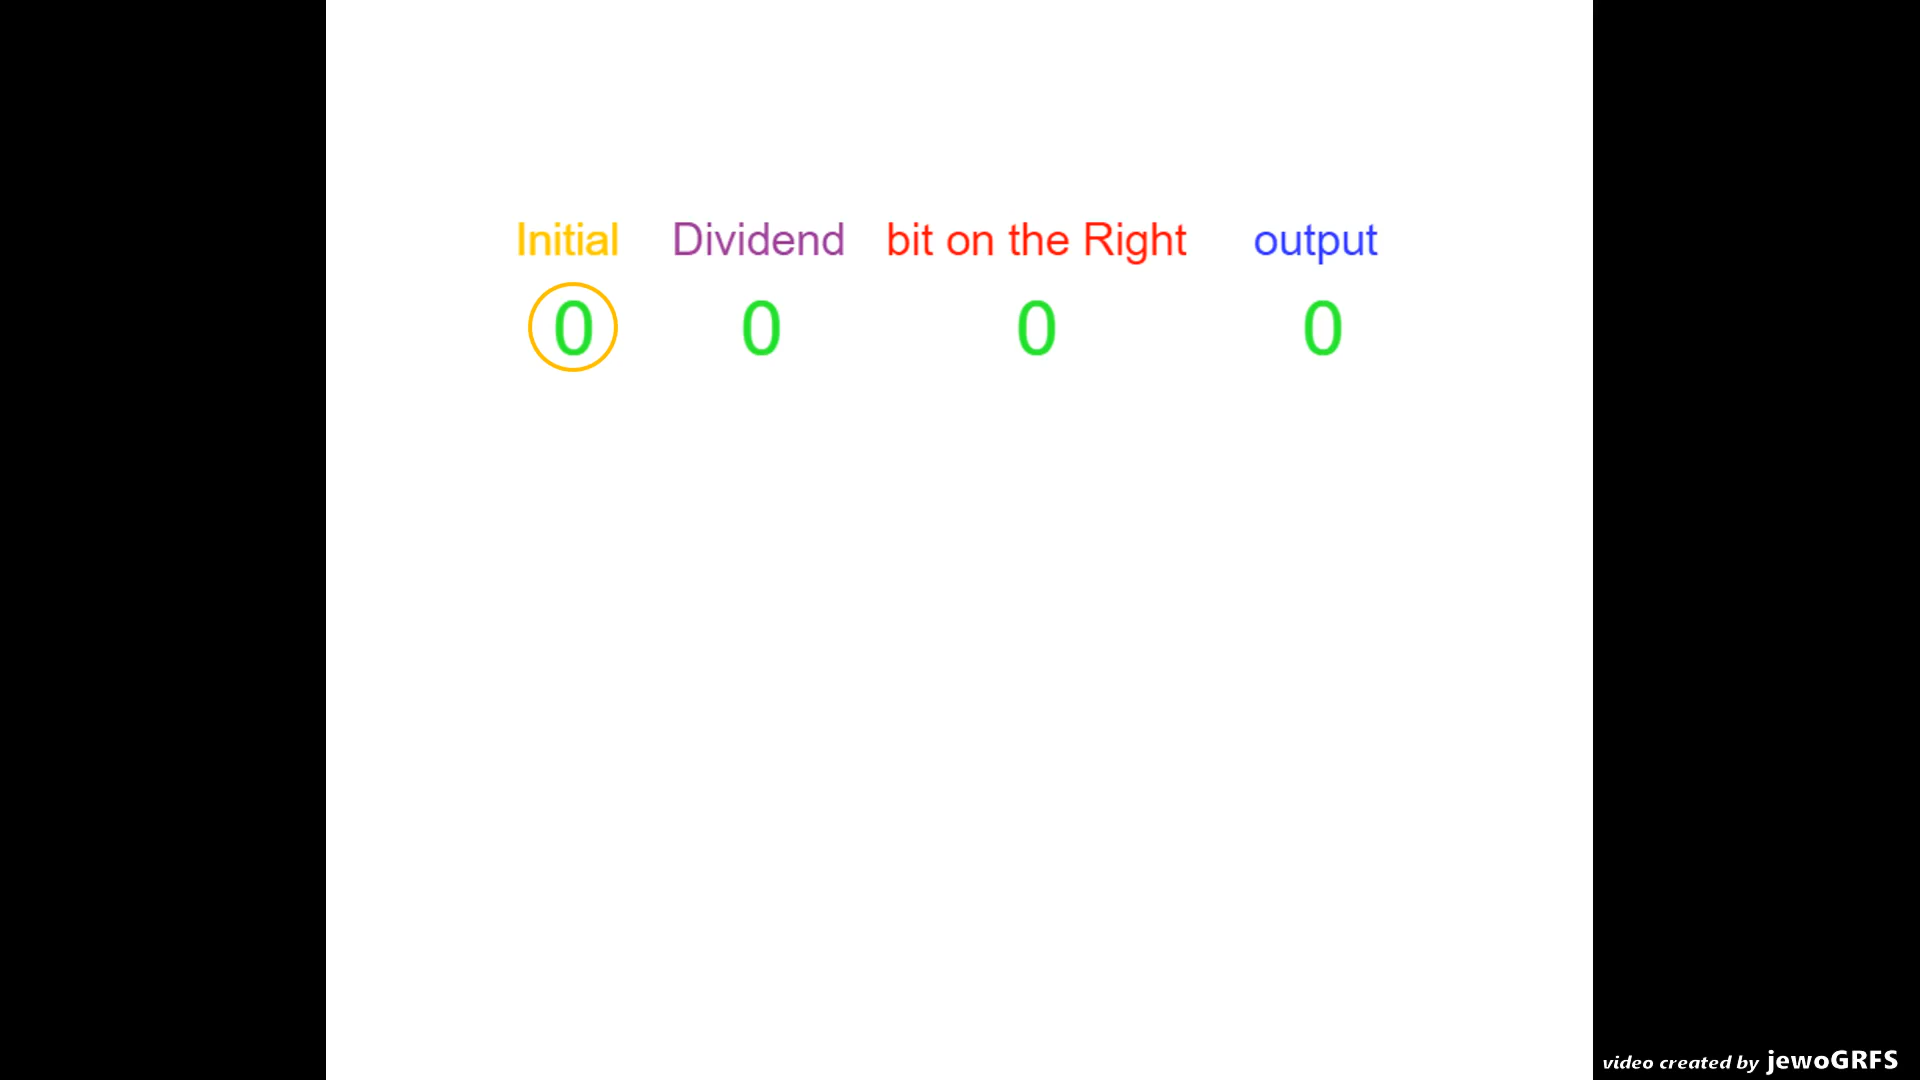 Initial Dividend bit on the Right output
0 0 0 0
video created by jewoGRFS